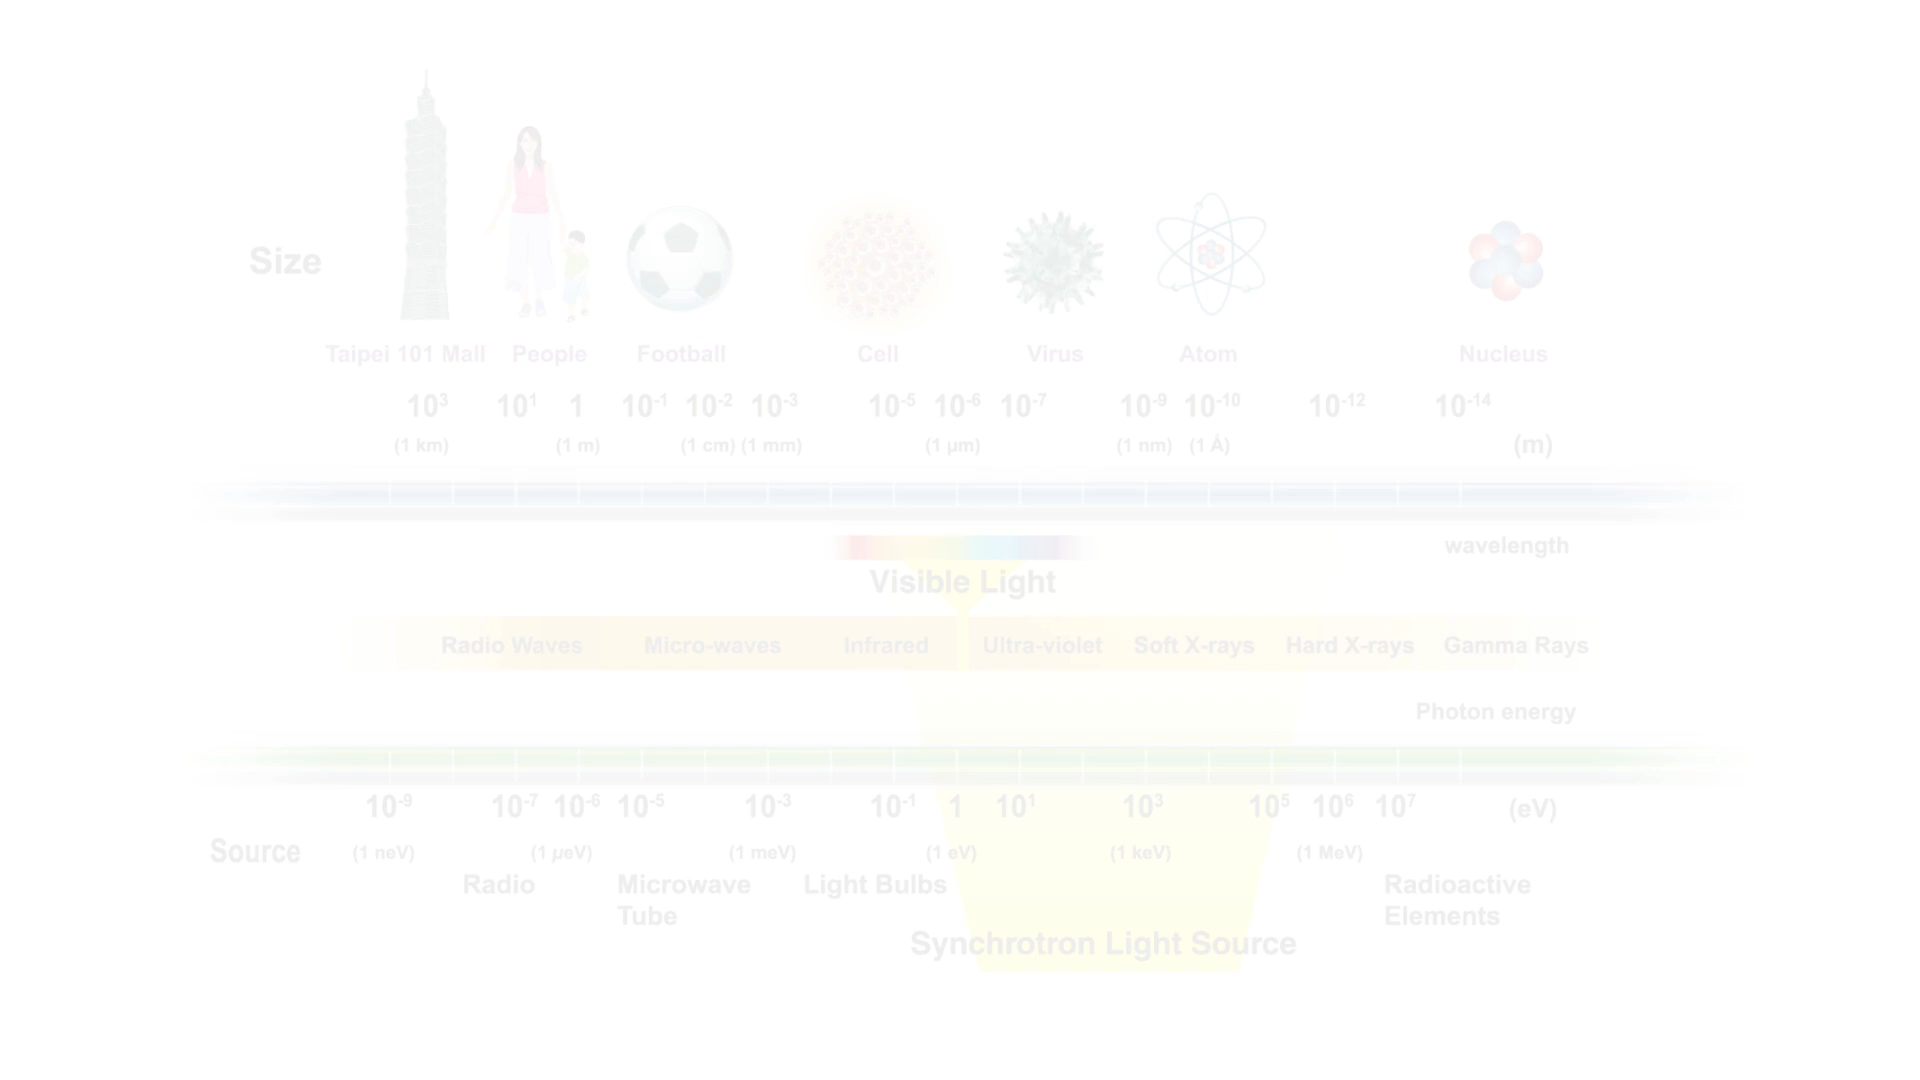 Size
Taipei 101 Mall People Football Cell Virus Atom Nucleus
10³ 10¹ 1 10⁻¹ 10⁻² 10⁻³ 10⁻⁵ 10⁻⁶ 10⁻⁷ 10⁻⁹ 10⁻¹⁰ 10⁻¹² 10⁻¹⁴
(1 km) (1 m) (1 cm) (1 mm) (1 μm) (1 nm) (1 Å) (m)
wavelength
Visible Light
Radio Waves Micro-waves Infrared Ultra-violet Soft X-rays Hard X-rays Gamma Rays
Photon energy
10⁻⁹ 10⁻⁷ 10⁻⁶ 10⁻⁵ 10⁻³ 10⁻¹ 1 10¹ 10³ 10⁵ 10⁶ 10⁷ (eV)
Source (1 neV) (1 μeV) (1 meV) (1 eV) (1 keV) (1 MeV)
Radio Microwave Light Bulbs Radioactive
Tube Elements
Synchrotron Light Source